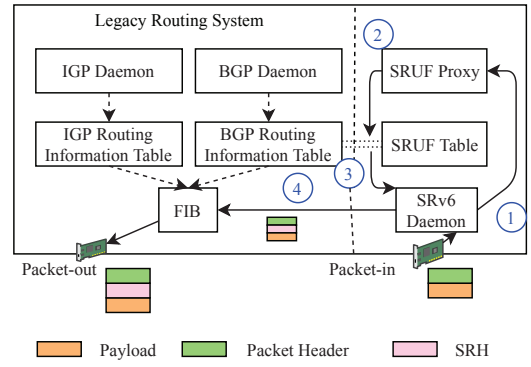 Legacy Routing System
2
IGP Daemon
BGP Daemon
SRUF Proxy
IGP Routing
Information Table
BGP Routing
Information Table
SRUF Table
3
4
FIB
SRv6
Daemon
1
Packet-out
Packet-in
Payload
Packet Header
SRH